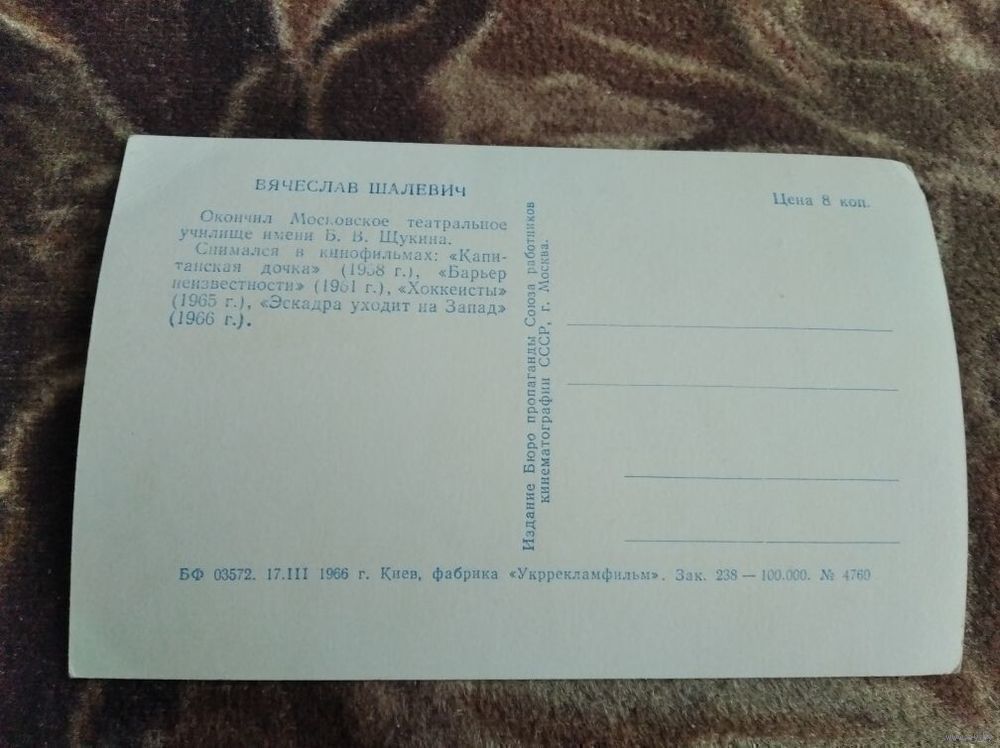 ВЯЧЕСЛАВ ШАЛЕВИЧ
Окончил Московское театральное
училище имени Б. В. Щукина.
Снимался в кинофильмах: «Капи-
танская дочка» (1958 г.), «Барьер
неизвестности» (1961 г.), «Хоккеисты»
(1965 г.), «Эскадра уходит на Запад»
(1966 г.).
Издание Бюро пропаганды Союза работников
кинематографии СССР, г. Москва.
Цена 8 коп.
БФ 03572. 17.III 1966 г. Киев, фабрика «Укррекламфильм». Зак. 238 — 100.000. № 4760